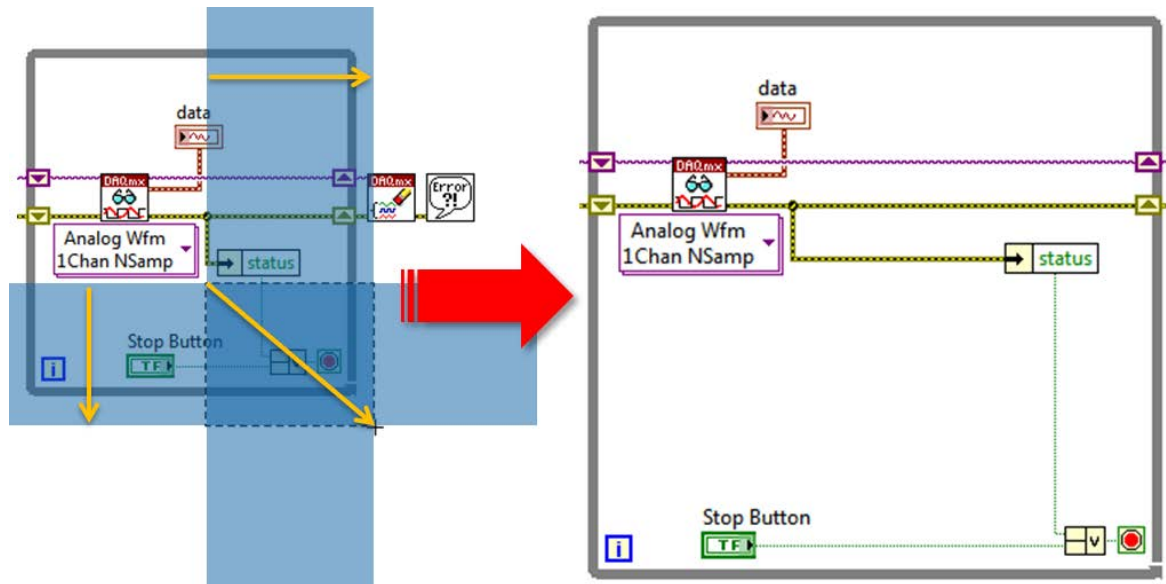 data
DAQmx
DAQmx
Error
?!
Analog Wfm
1Chan NSamp
status
Stop Button
TF
i
data
DAQmx
Analog Wfm
1Chan NSamp
status
Stop Button
TF
v
i